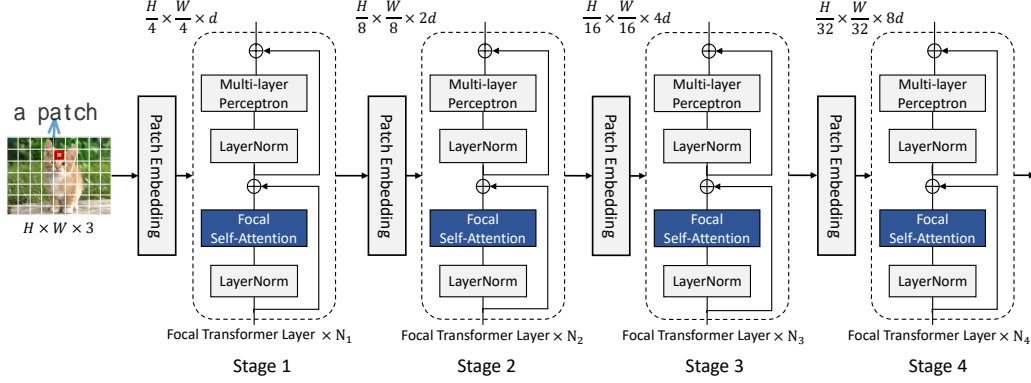 a patch
H × W × 3
Patch Embedding
H/4 × W/4 × d
Multi-layer
Perceptron
LayerNorm
Focal
Self-Attention
LayerNorm
Focal Transformer Layer × N₁
Stage 1
Patch Embedding
H/8 × W/8 × 2d
Multi-layer
Perceptron
LayerNorm
Focal
Self-Attention
LayerNorm
Focal Transformer Layer × N₂
Stage 2
Patch Embedding
H/16 × W/16 × 4d
Multi-layer
Perceptron
LayerNorm
Focal
Self-Attention
LayerNorm
Focal Transformer Layer × N₃
Stage 3
Patch Embedding
H/32 × W/32 × 8d
Multi-layer
Perceptron
LayerNorm
Focal
Self-Attention
LayerNorm
Focal Transformer Layer × N₄
Stage 4